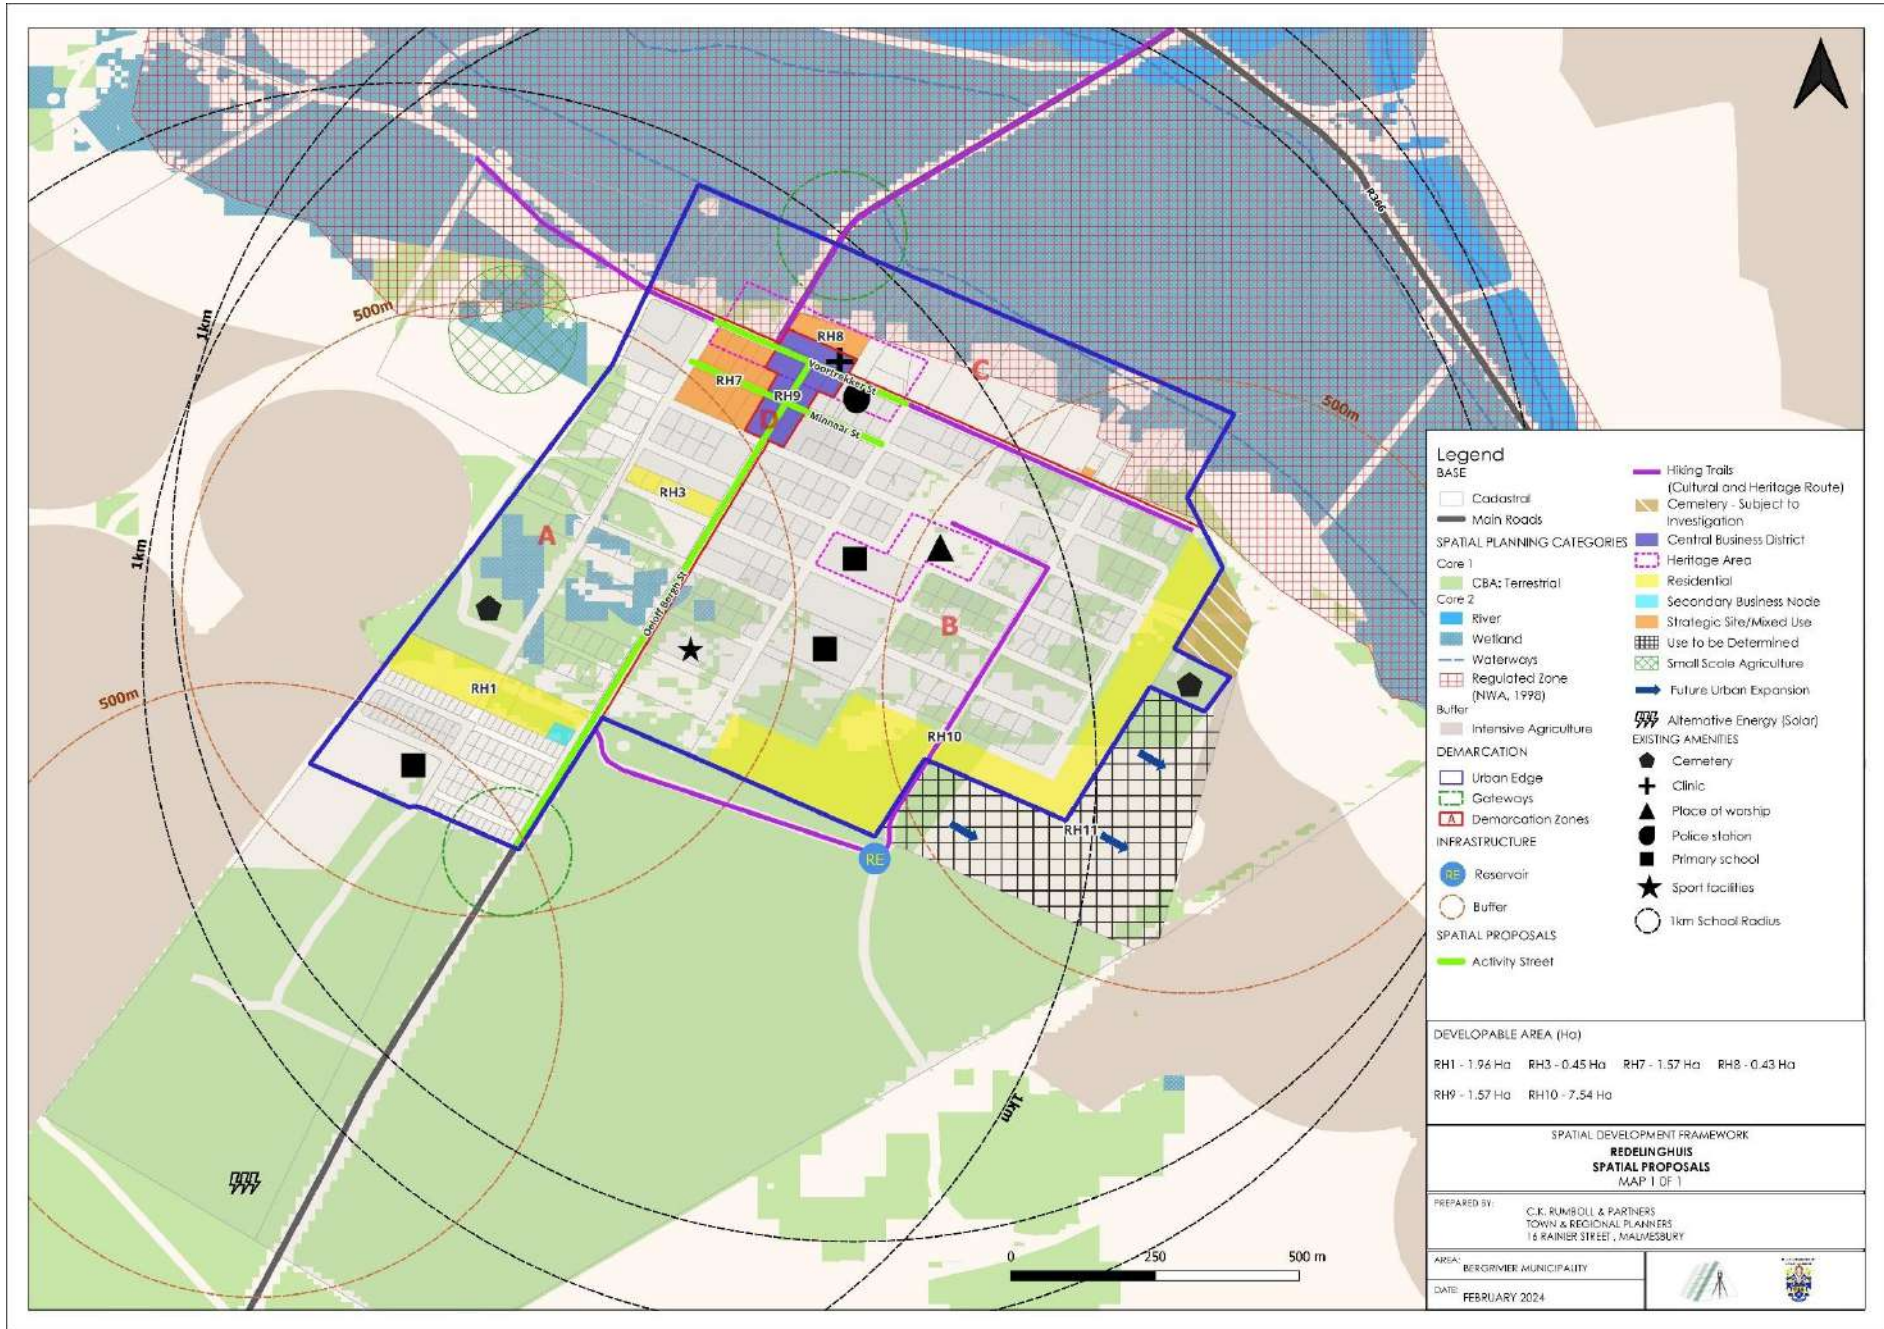 R366
1km
500m
RH8
Voortrekker St
C
RH7
RH9
500m
D
Minnaar St
RH3
1km
A
Oeloff Bergh St
B
500m
RH1
RH10
RH11
RE
1km
0 250 500 m
Legend
BASE
Cadastral
Main Roads
SPATIAL PLANNING CATEGORIES
Core 1
CBA: Terrestrial
Core 2
River
Wetland
Waterways
Regulated Zone
(NWA, 1998)
Buffer
Intensive Agriculture
DEMARCATION
Urban Edge
Gateways
A Demarcation Zones
INFRASTRUCTURE
RE Reservoir
Buffer
SPATIAL PROPOSALS
Activity Street
Hiking Trails
(Cultural and Heritage Route)
Cemetery - Subject to
Investigation
Central Business District
Heritage Area
Residential
Secondary Business Node
Strategic Site/Mixed Use
Use to be Determined
Small Scale Agriculture
Future Urban Expansion
Alternative Energy (Solar)
EXISTING AMENITIES
Cemetery
Clinic
Place of worship
Police station
Primary school
Sport facilities
1km School Radius
DEVELOPABLE AREA (Ha)
RH1 - 1.96 Ha RH3 - 0.45 Ha RH7 - 1.57 Ha RH8 - 0.43 Ha
RH9 - 1.57 Ha RH10 - 7.54 Ha
SPATIAL DEVELOPMENT FRAMEWORK
REDELINGHUIS
SPATIAL PROPOSALS
MAP 1 OF 1
PREPARED BY:
C.K. RUMBOLL & PARTNERS
TOWN & REGIONAL PLANNERS
16 RAINIER STREET , MALMESBURY
AREA: BERGRIVIER MUNICIPALITY
DATE: FEBRUARY 2024